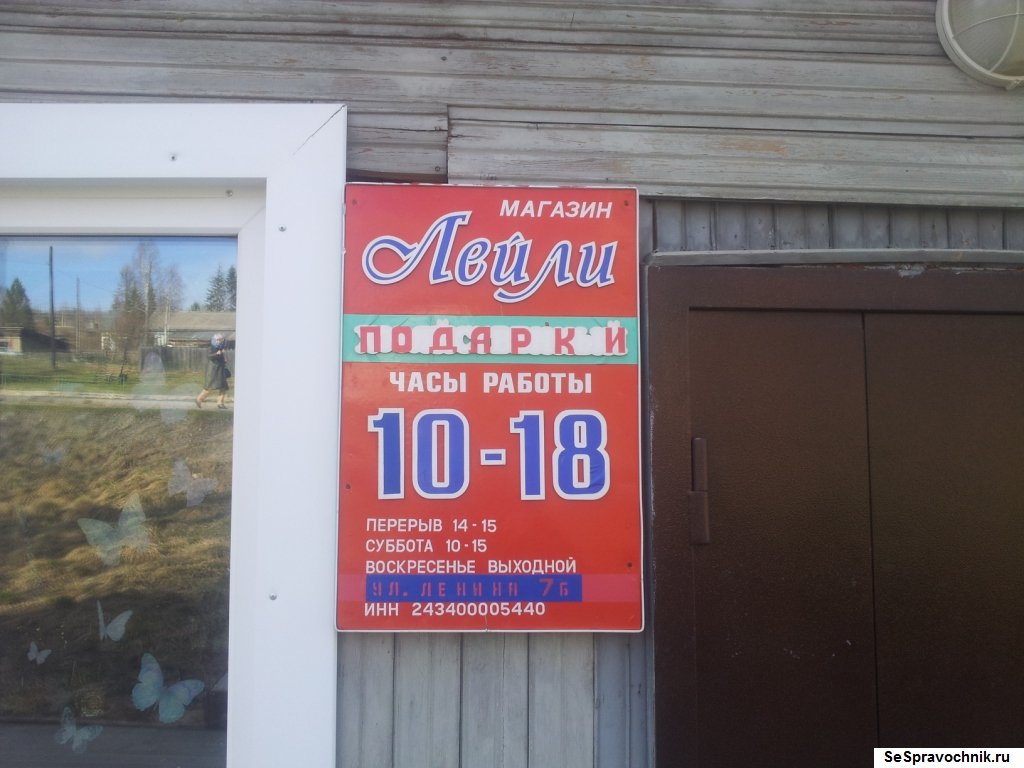 МАГАЗИН
Лейли
ПОДАРКИ
ЧАСЫ РАБОТЫ
10-18
ПЕРЕРЫВ 14-15
СУББОТА 10-15
ВОСКРЕСЕНЬЕ ВЫХОДНОЙ
УЛ. ЛЕНИНА 7б
ИНН 243400005440
SeSpravochnik.ru